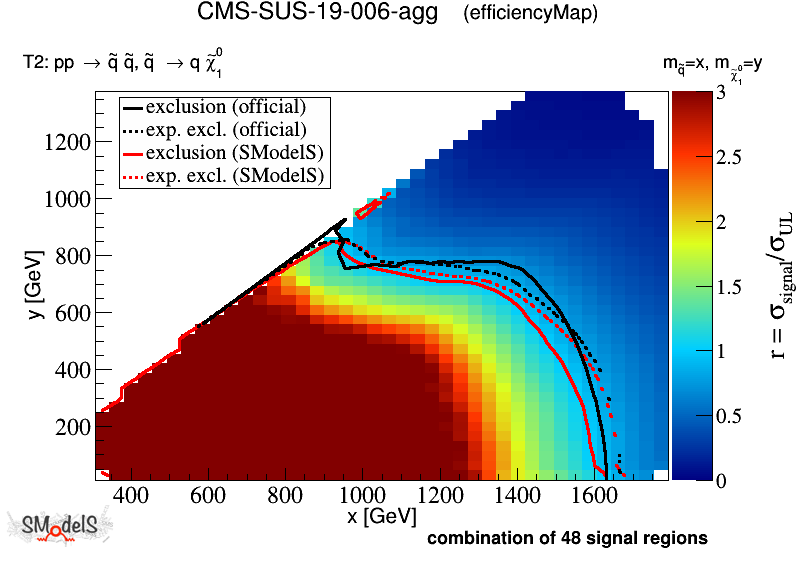 CMS-SUS-19-006-agg (efficiencyMap)
T2: pp → q̃ q̃, q̃ → q χ̃₁⁰
m_q̃=x, m_χ̃₁⁰=y
exclusion (official)
exp. excl. (official)
exclusion (SModelS)
exp. excl. (SModelS)
1200
1000
800
600
400
200
y [GeV]
400 600 800 1000 1200 1400 1600
x [GeV]
3
2.5
2
1.5
1
0.5
0
r = σ_signal/σ_UL
SModelS
combination of 48 signal regions